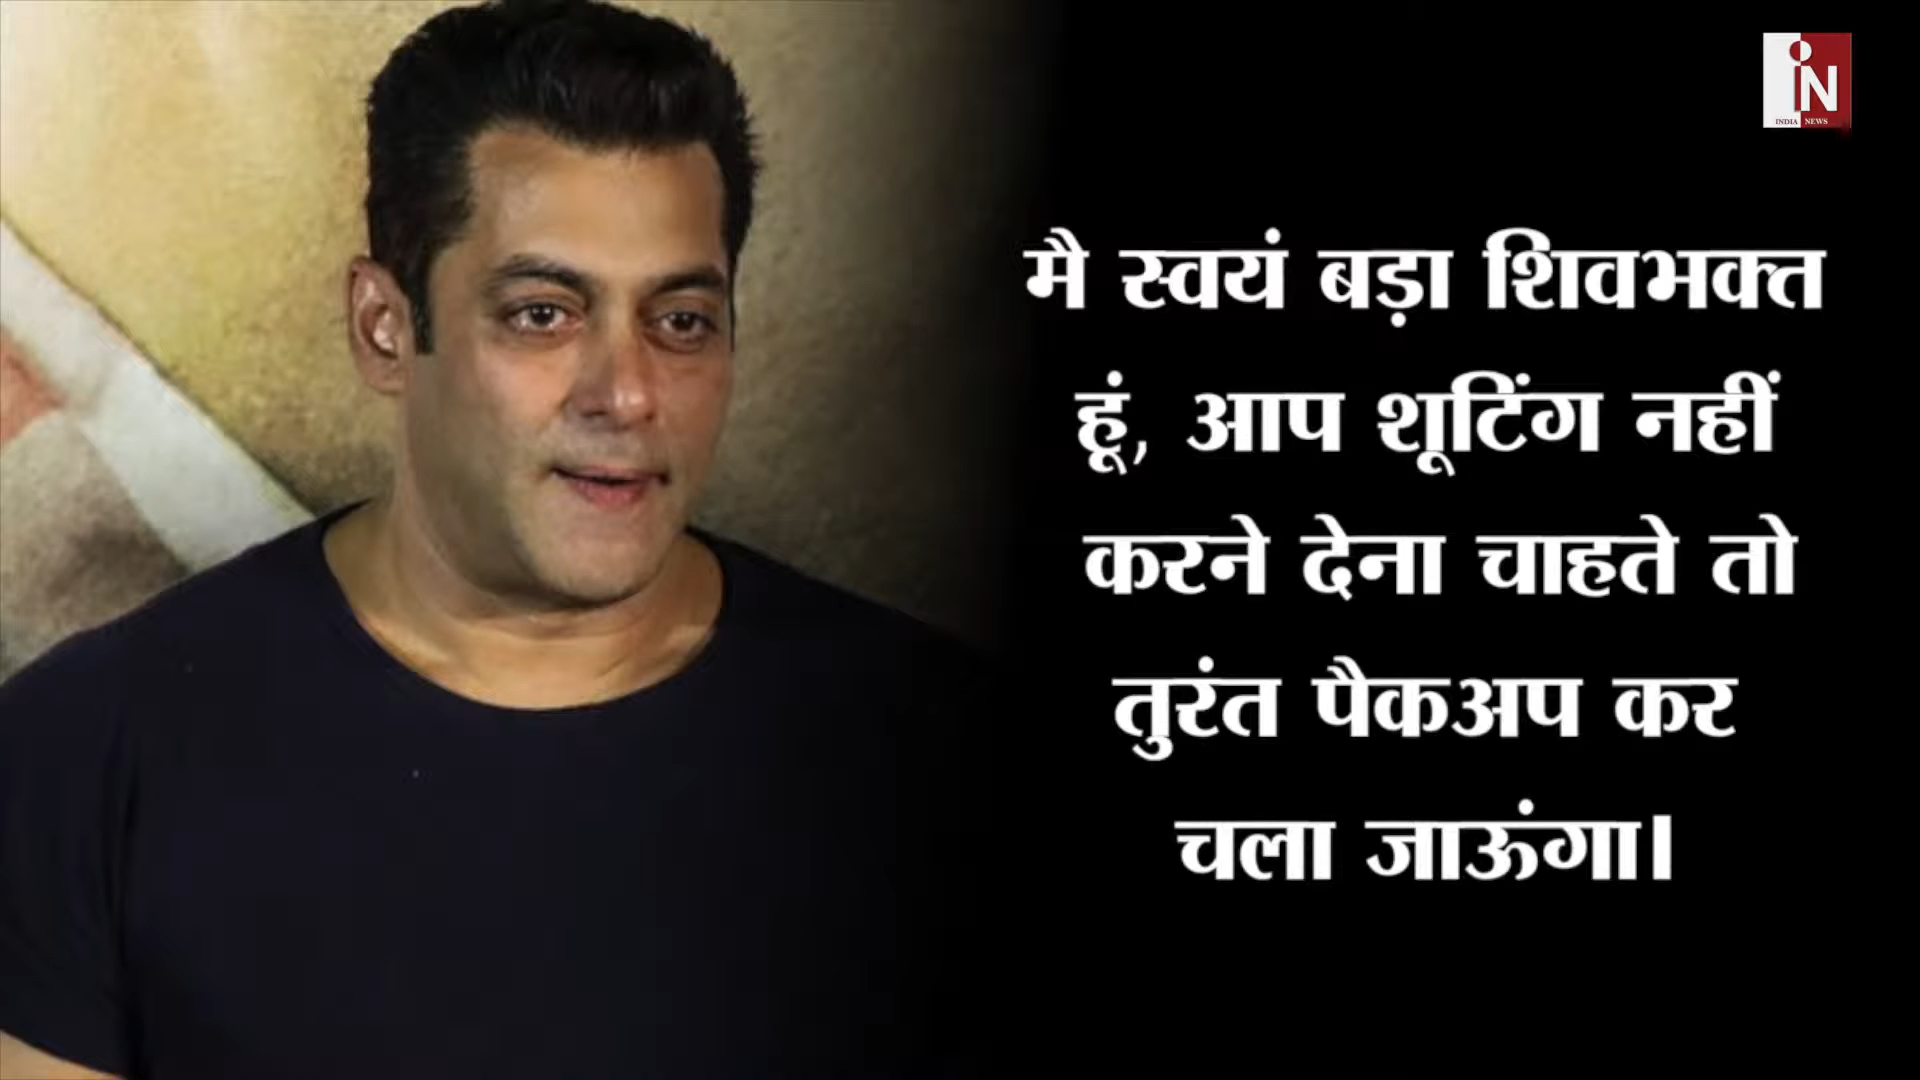 iN
INDIA NEWS
मै स्वयं बड़ा शिवभक्त
हूं, आप शूटिंग नहीं
करने देना चाहते तो
तुरंत पैकअप कर
चला जाऊंगा।